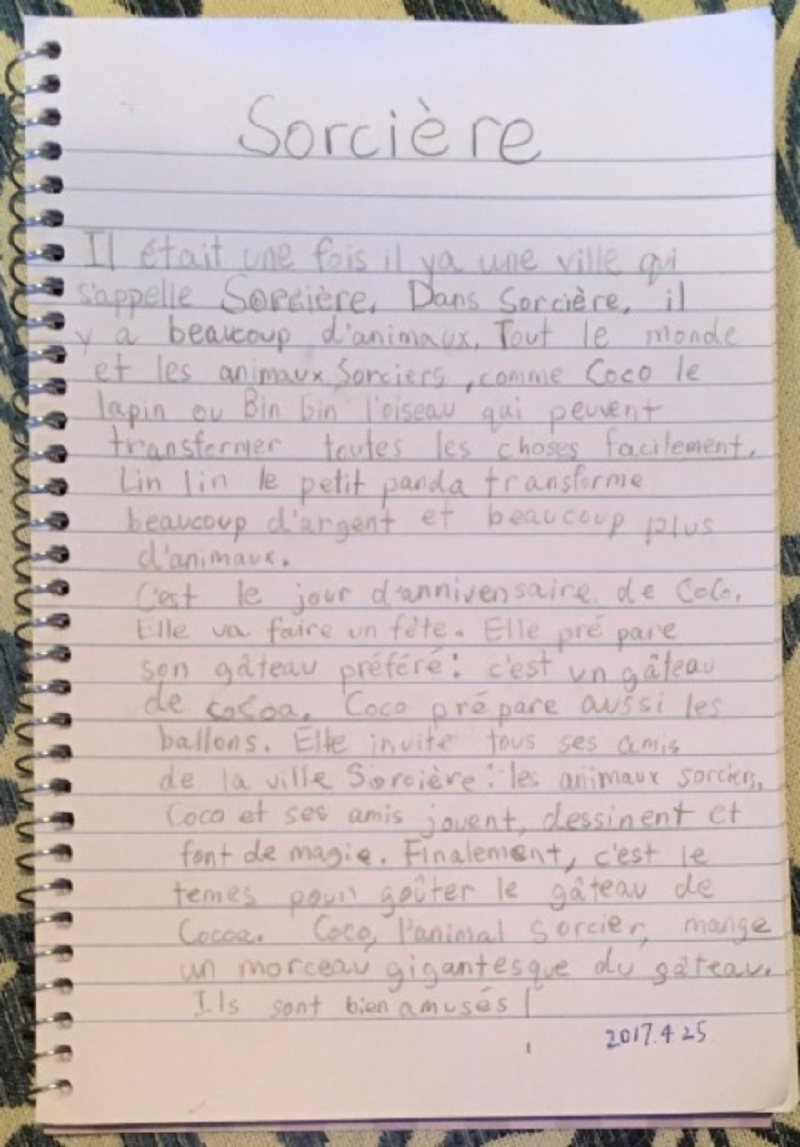 Sorcière
Il était une fois il ya une ville qui
s'appelle Sorcière. Dans Sorcière, il
y a beaucoup d'animaux. Tout le monde
et les animaux Sorciers, comme Coco le
lapin ou Bin bin l'oiseau qui peuvent
transformer toutes les choses facilement.
Lin lin le petit panda transforme
beaucoup d'argent et beaucoup plus
d'animaux.
C'est le jour d'anniversaire de Coco.
Elle va faire un fête. Elle prépare
son gâteau préféré: c'est un gâteau
de cocoa. Coco prépare aussi les
ballons. Elle invite tous ses amis
de la ville Sorcière: les animaux sorciers.
Coco et ses amis jouent, dessinent et
font de magie. Finalement, c'est le
temes pour goûter le gâteau de
Cocoa. Coco, l'animal sorcier, mange
un morceau gigantesque du gâteau.
Ils sont bien amusés!
2017.4.25